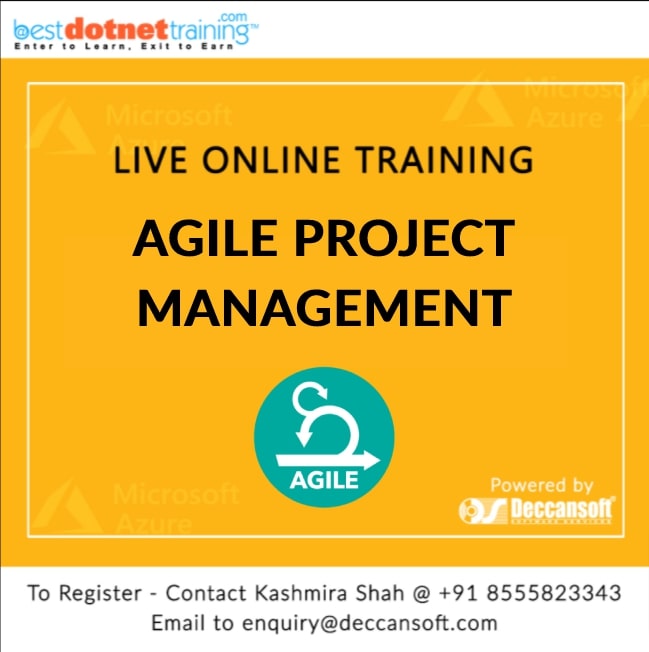 @bestdotnettraining.com™
Enter to Learn, Exit to Earn
Microsoft
Azure
Microsoft
Azure
LIVE ONLINE TRAINING
AGILE PROJECT
MANAGEMENT
AGILE
Microsoft
Azure
Powered by
Deccansoft®
To Register - Contact Kashmira Shah @ +91 8555823343
Email to enquiry@deccansoft.com